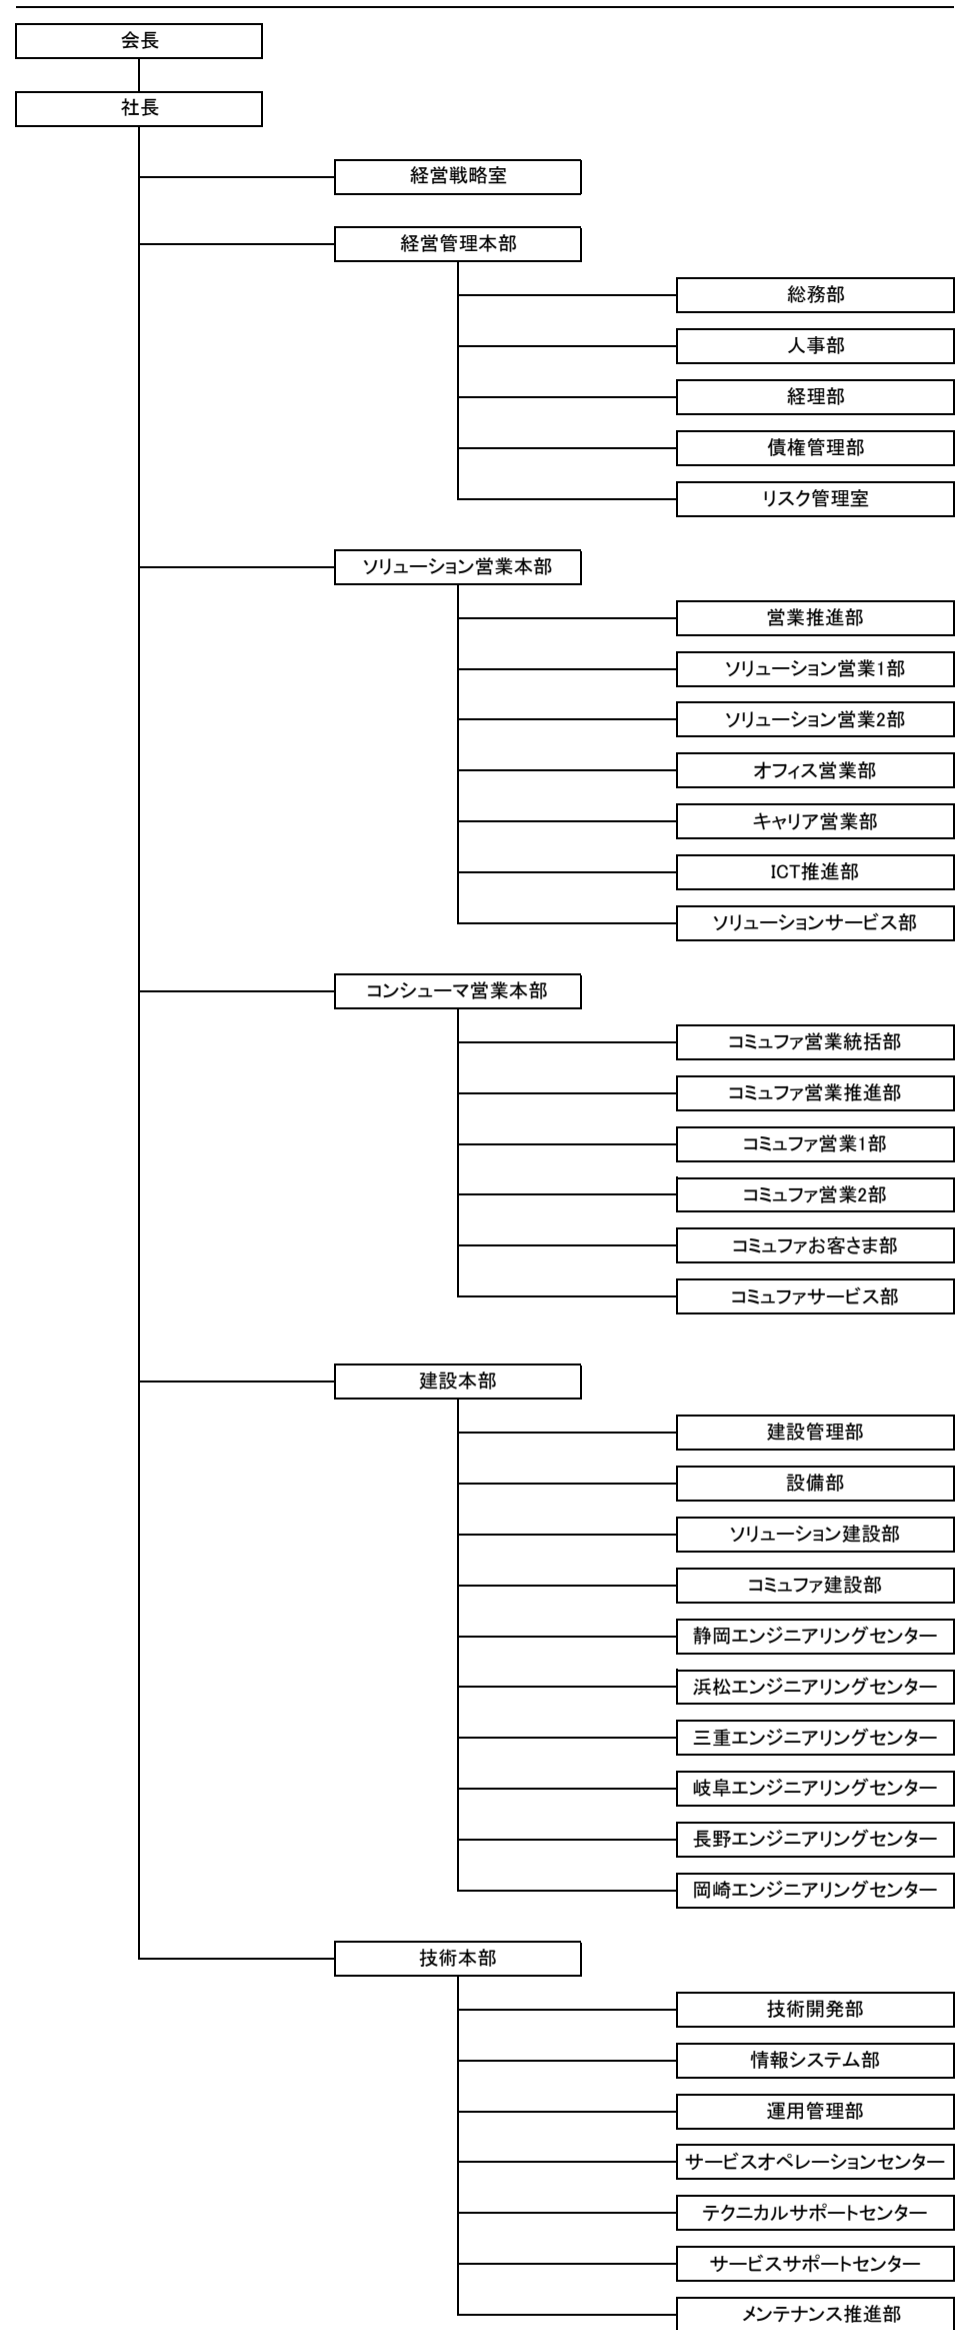 会長
社長
経営戦略室
経営管理本部
総務部
人事部
経理部
債権管理部
リスク管理室
ソリューション営業本部
営業推進部
ソリューション営業1部
ソリューション営業2部
オフィス営業部
キャリア営業部
ICT推進部
ソリューションサービス部
コンシューマ営業本部
コミュファ営業統括部
コミュファ営業推進部
コミュファ営業1部
コミュファ営業2部
コミュファお客さま部
コミュファサービス部
建設本部
建設管理部
設備部
ソリューション建設部
コミュファ建設部
静岡エンジニアリングセンター
浜松エンジニアリングセンター
三重エンジニアリングセンター
岐阜エンジニアリングセンター
長野エンジニアリングセンター
岡崎エンジニアリングセンター
技術本部
技術開発部
情報システム部
運用管理部
サービスオペレーションセンター
テクニカルサポートセンター
サービスサポートセンター
メンテナンス推進部